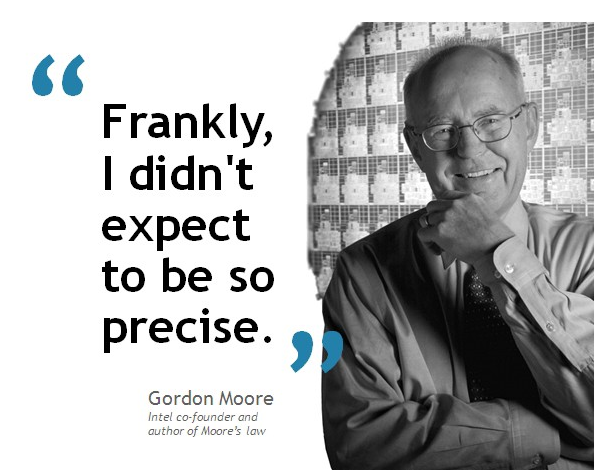 “
Frankly,
I didn't
expect
to be so
precise.
”
Gordon Moore
Intel co-founder and
author of Moore’s law